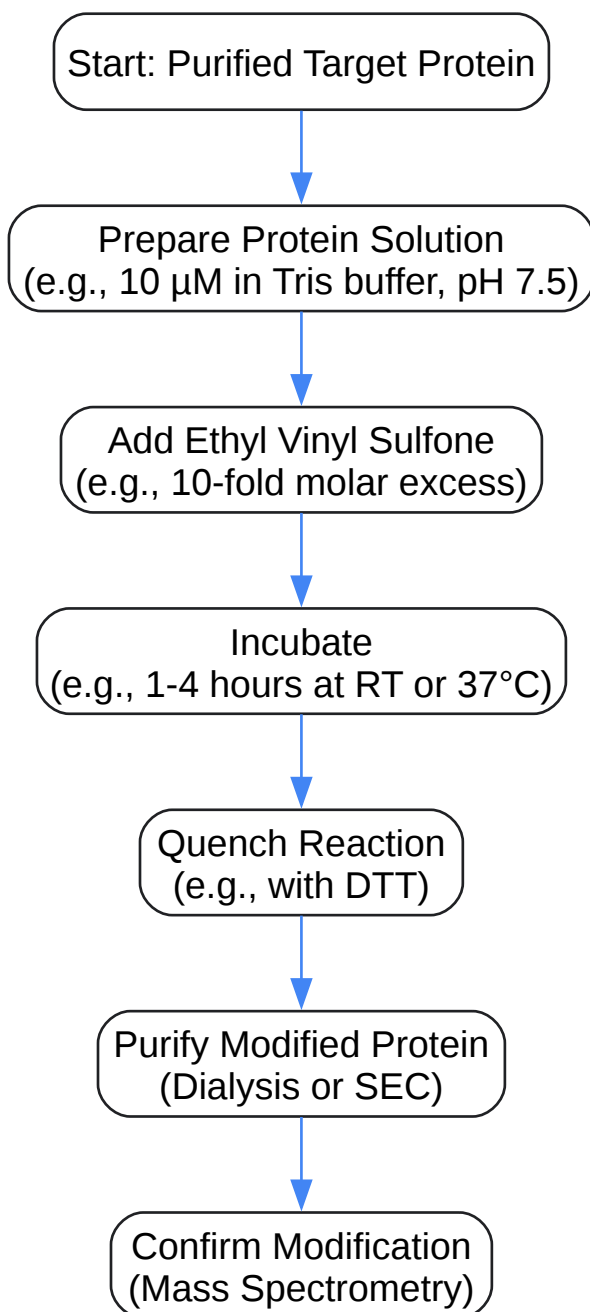 Start: Purified Target Protein
Prepare Protein Solution
(e.g., 10 µM in Tris buffer, pH 7.5)
Add Ethyl Vinyl Sulfone
(e.g., 10-fold molar excess)
Incubate
(e.g., 1-4 hours at RT or 37°C)
Quench Reaction
(e.g., with DTT)
Purify Modified Protein
(Dialysis or SEC)
Confirm Modification
(Mass Spectrometry)